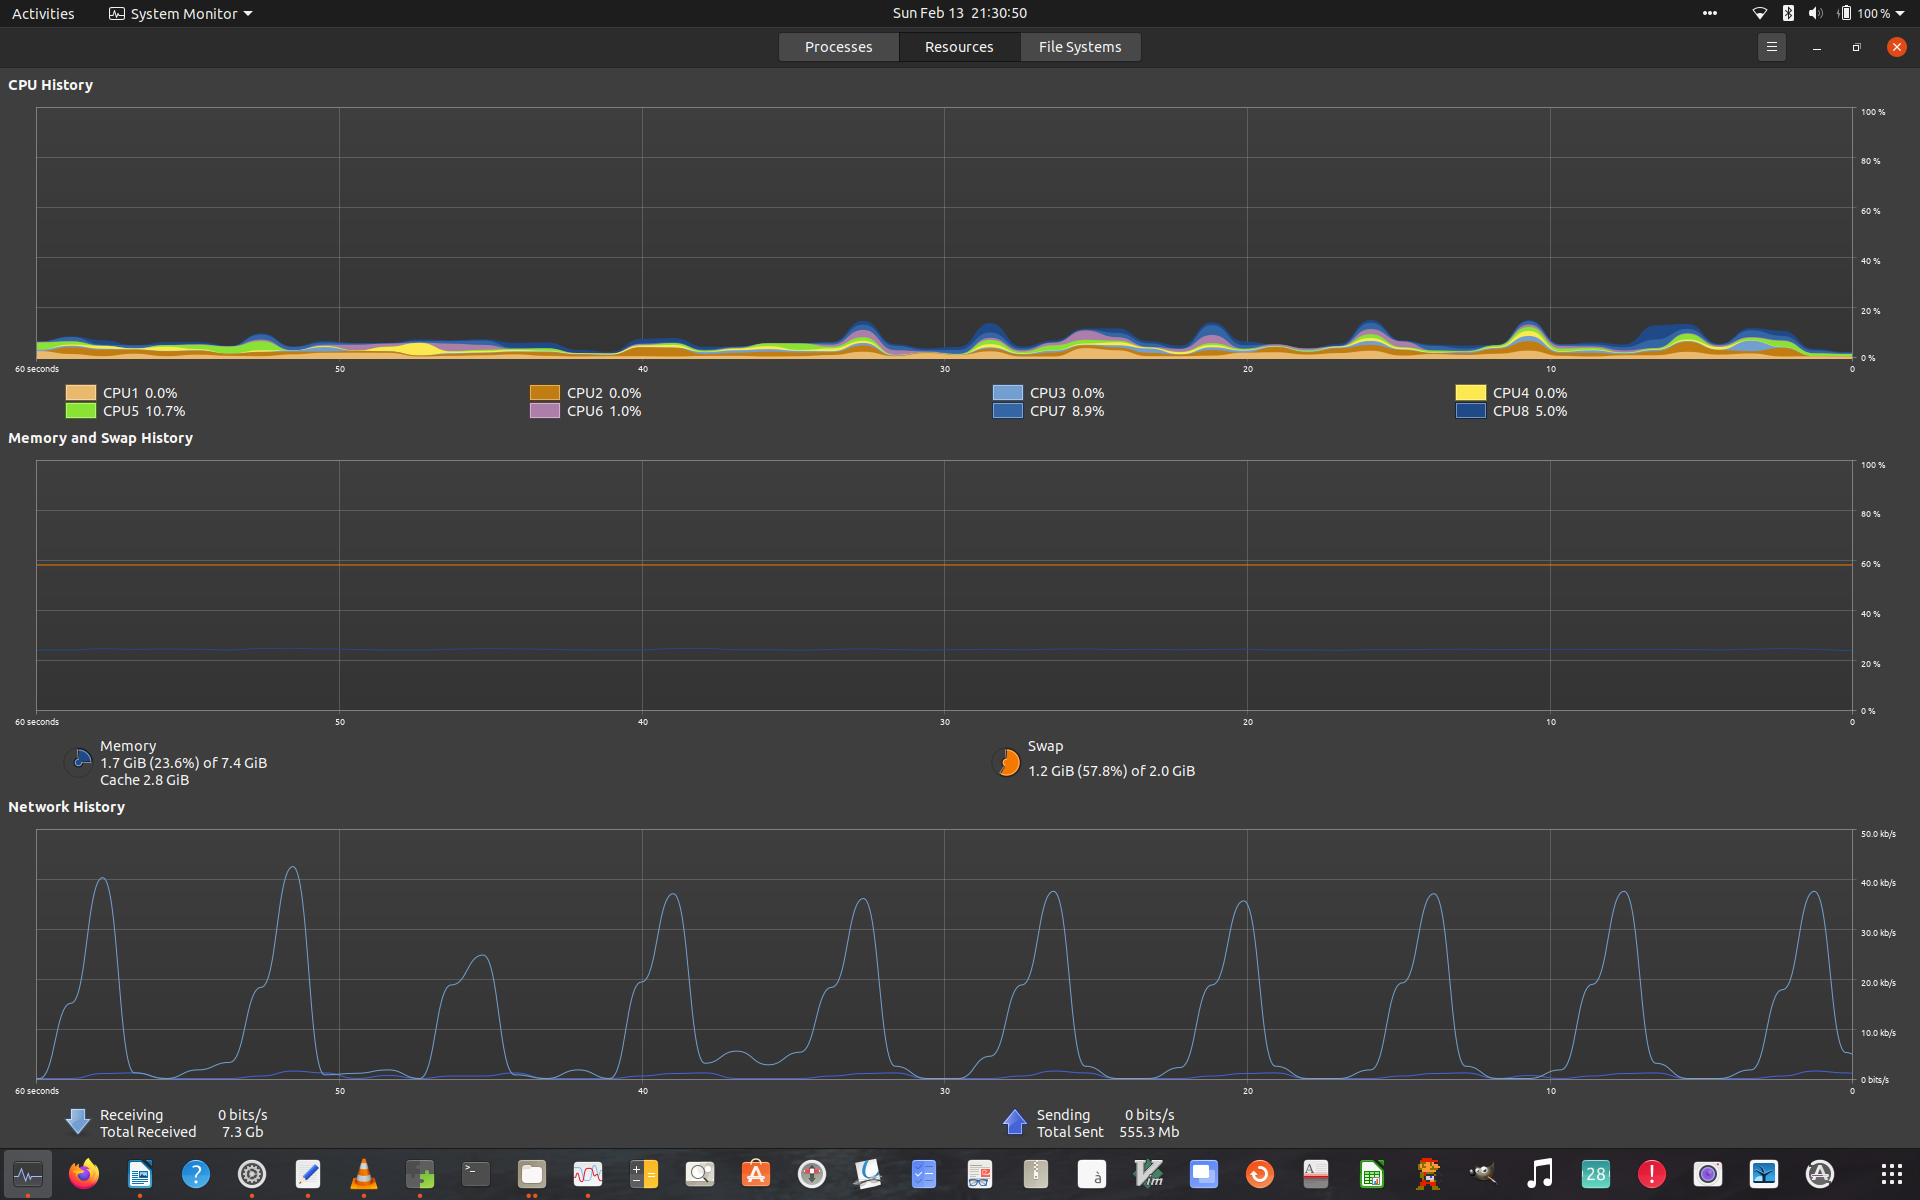 Activities System Monitor Sun Feb 13 21:30:50 100 %
Processes Resources File Systems
CPU History
100 %
80 %
60 %
40 %
20 %
0 %
60 seconds 50 40 30 20 10 0
CPU1 0.0% CPU2 0.0% CPU3 0.0% CPU4 0.0%
CPU5 10.7% CPU6 1.0% CPU7 8.9% CPU8 5.0%
Memory and Swap History
100 %
80 %
60 %
40 %
20 %
0 %
60 seconds 50 40 30 20 10 0
Memory Swap
1.7 GiB (23.6%) of 7.4 GiB 1.2 GiB (57.8%) of 2.0 GiB
Cache 2.8 GiB
Network History
50.0 kb/s
40.0 kb/s
30.0 kb/s
20.0 kb/s
10.0 kb/s
0 bits/s
60 seconds 50 40 30 20 10 0
Receiving 0 bits/s Sending 0 bits/s
Total Received 7.3 Gb Total Sent 555.3 Mb
? >_ à Vim A 28 !